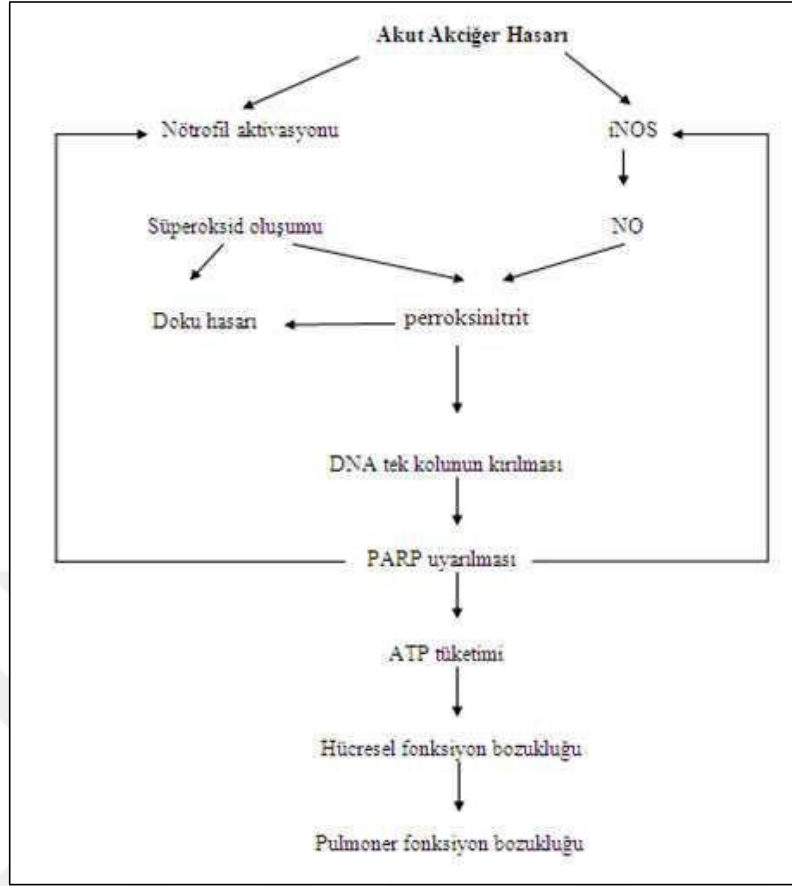 Akut Akciğer Hasarı
Nötrofil aktivasyonu
iNOS
Süperoksid oluşumu
NO
Doku hasarı
perroksinitrit
DNA tek kolunun kırılması
PARP uyarılması
ATP tüketimi
Hücresel fonksiyon bozukluğu
Pulmoner fonksiyon bozukluğu